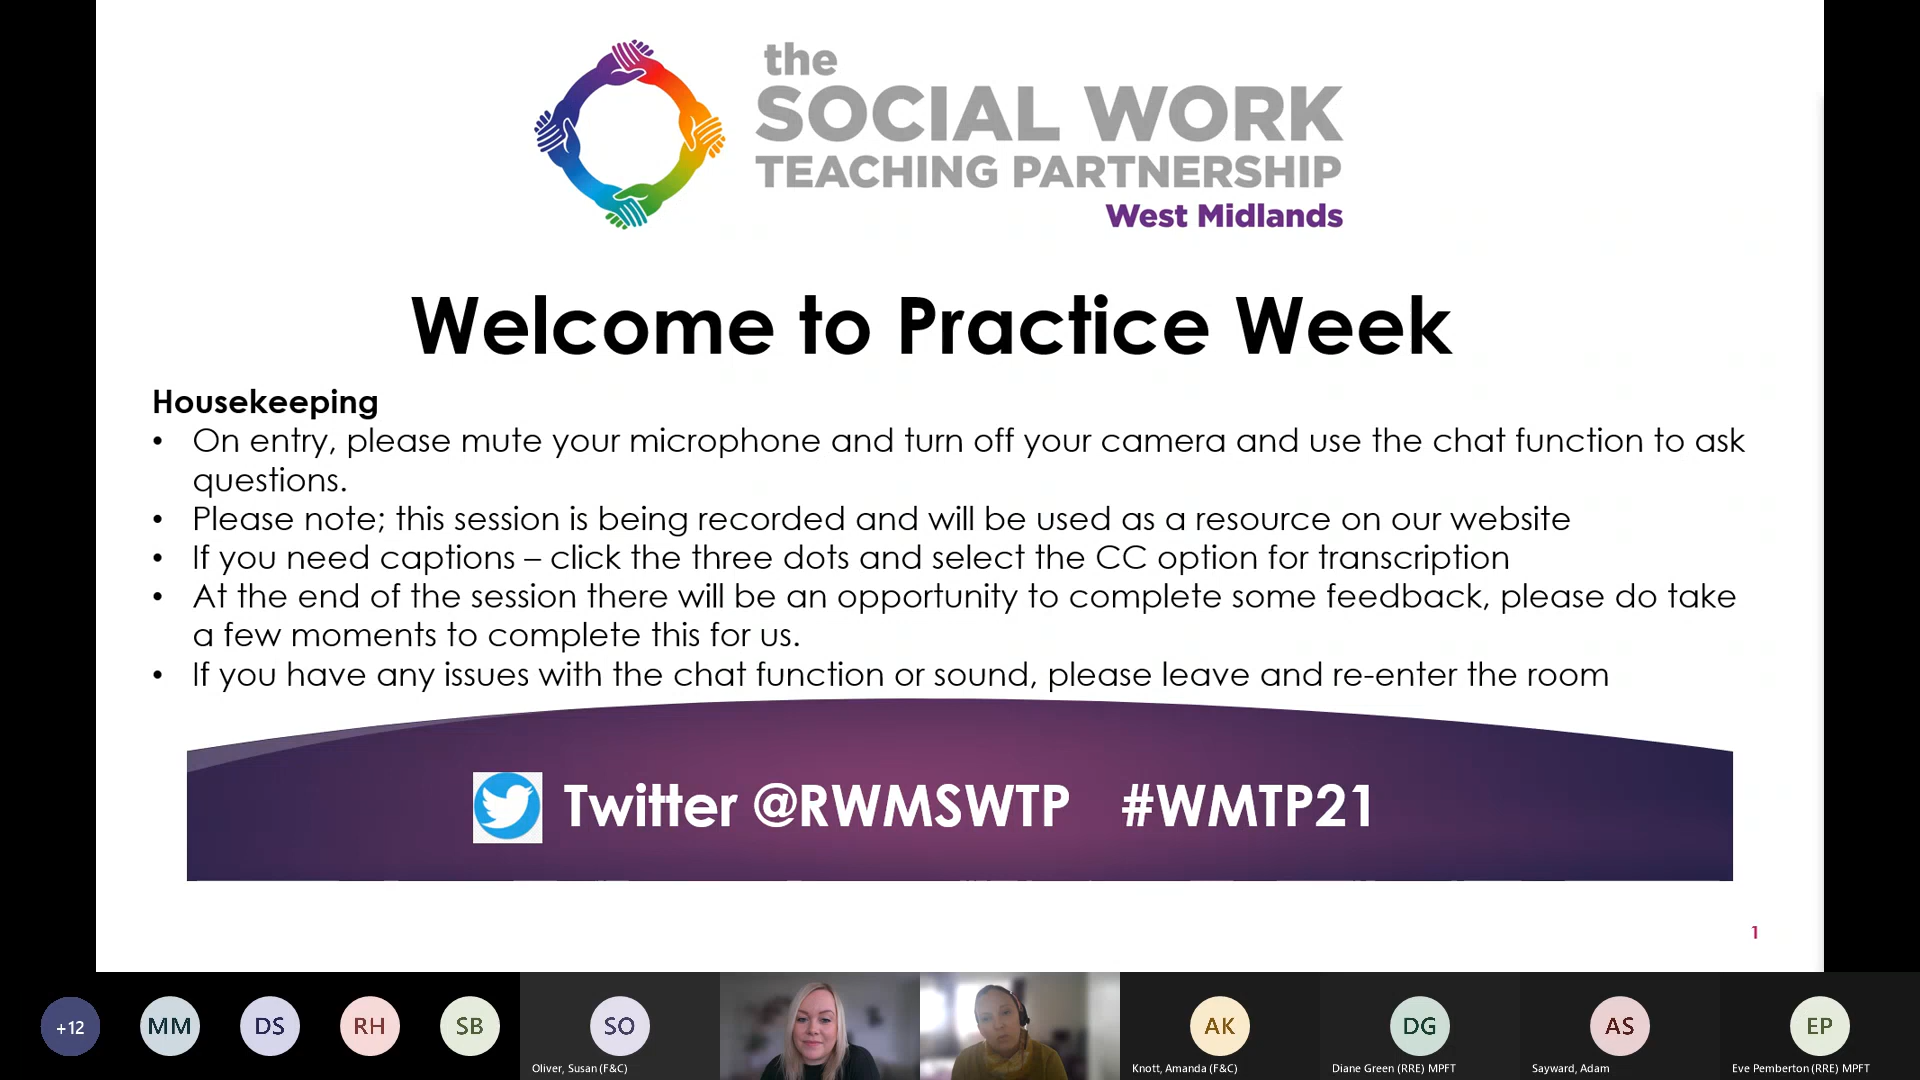 the
SOCIAL WORK
TEACHING PARTNERSHIP
West Midlands
Welcome to Practice Week
Housekeeping
• On entry, please mute your microphone and turn off your camera and use the chat function to ask
questions.
• Please note; this session is being recorded and will be used as a resource on our website
• If you need captions – click the three dots and select the CC option for transcription
• At the end of the session there will be an opportunity to complete some feedback, please do take
a few moments to complete this for us.
• If you have any issues with the chat function or sound, please leave and re-enter the room
Twitter @RWMSWTP #WMTP21
1
+12 MM DS RH SB SO AK DG AS EP
Oliver, Susan (F&C) Knott, Amanda (F&C) Diane Green (RRE) MPFT Sayward, Adam Eve Pemberton (RRE) MPFT